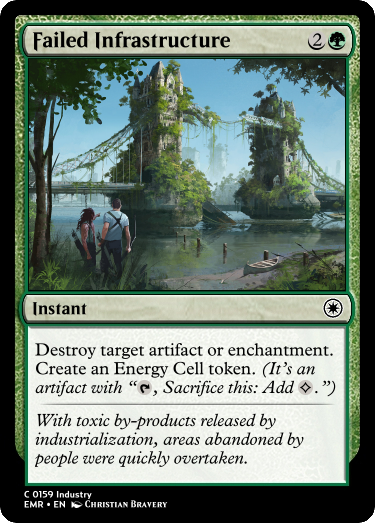 Failed Infrastructure 2
Instant
Destroy target artifact or enchantment.
Create an Energy Cell token. (It's an
artifact with “, Sacrifice this: Add .”)
With toxic by-products released by
industrialization, areas abandoned by
people were quickly overtaken.
C 0159 Industry
EMR • EN Christian Bravery